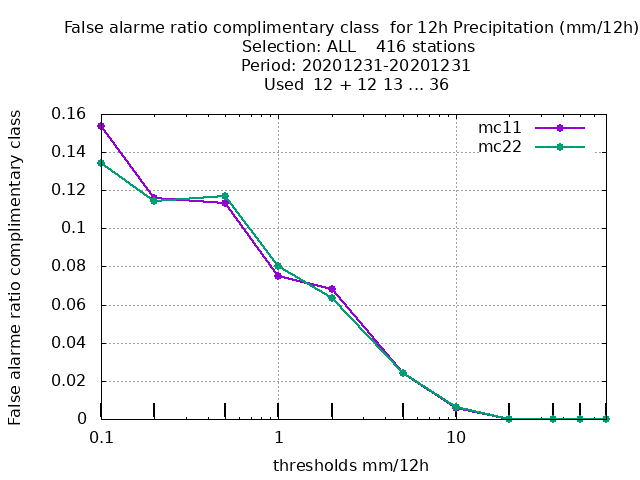 False alarme ratio complimentary class  for 12h Precipitation (mm/12h)
Selection: ALL    416 stations
Period: 20201231-20201231
Used  12 + 12 13 ... 36
False alarme ratio complimentary class
0.16
0.14
0.12
0.1
0.08
0.06
0.04
0.02
0
mc11
mc22
0.1
1
10
thresholds mm/12h